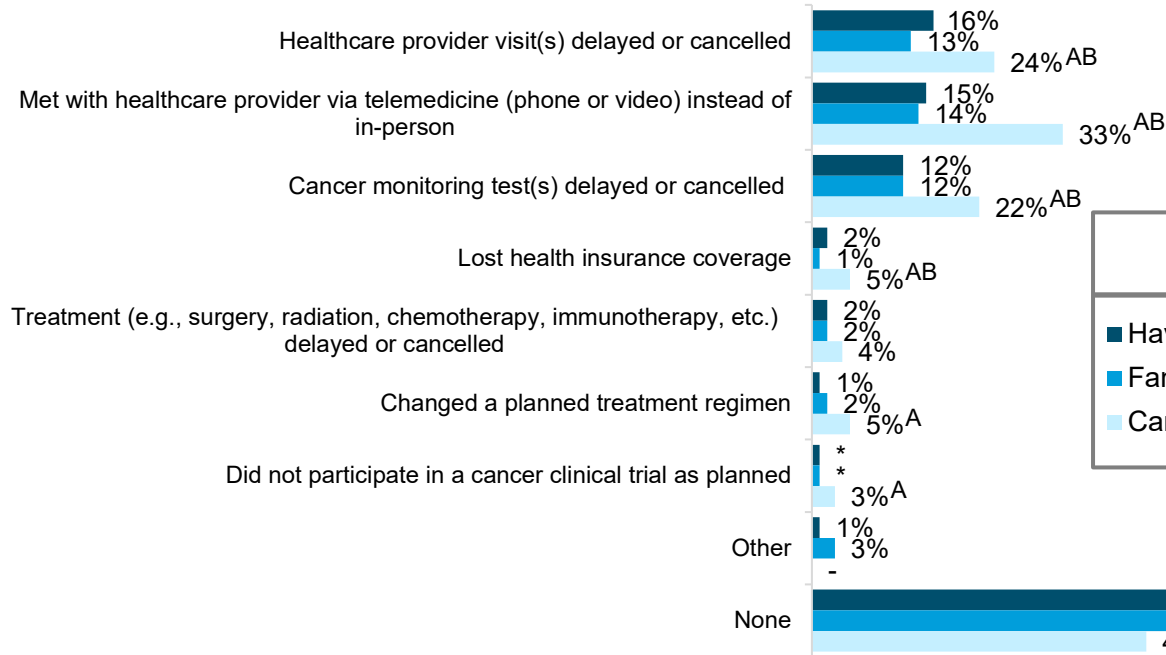 Healthcare provider visit(s) delayed or cancelled
16%
13%
24% AB
Met with healthcare provider via telemedicine (phone or video) instead of
in-person
15%
14%
33% AB
Cancer monitoring test(s) delayed or cancelled
12%
12%
22% AB
Lost health insurance coverage
2%
1%
5% AB
Treatment (e.g., surgery, radiation, chemotherapy, immunotherapy, etc.)
delayed or cancelled
2%
2%
4%
Changed a planned treatment regimen
1%
2%
5% A
Did not participate in a cancer clinical trial as planned
*
*
3% A
Other
1%
3%
-
None